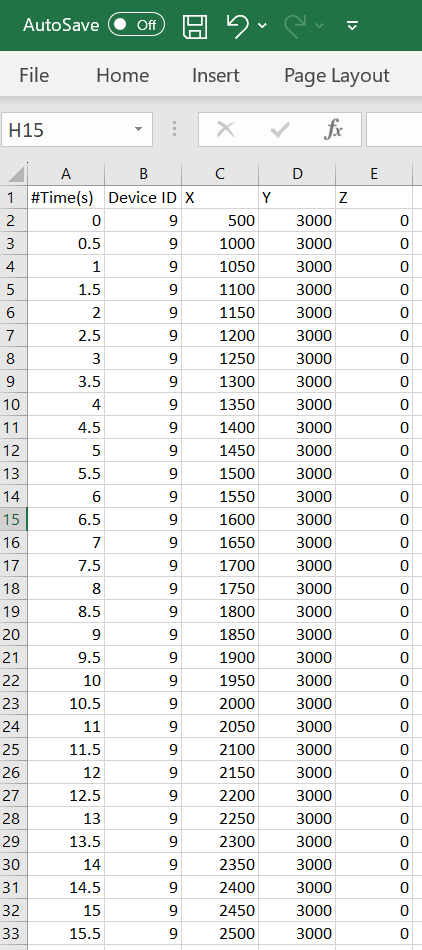 AutoSave Off
File Home Insert Page Layout
H15 fx
A B C D E
1 #Time(s) Device ID X Y Z
2 0 9 500 3000 0
3 0.5 9 1000 3000 0
4 1 9 1050 3000 0
5 1.5 9 1100 3000 0
6 2 9 1150 3000 0
7 2.5 9 1200 3000 0
8 3 9 1250 3000 0
9 3.5 9 1300 3000 0
10 4 9 1350 3000 0
11 4.5 9 1400 3000 0
12 5 9 1450 3000 0
13 5.5 9 1500 3000 0
14 6 9 1550 3000 0
15 6.5 9 1600 3000 0
16 7 9 1650 3000 0
17 7.5 9 1700 3000 0
18 8 9 1750 3000 0
19 8.5 9 1800 3000 0
20 9 9 1850 3000 0
21 9.5 9 1900 3000 0
22 10 9 1950 3000 0
23 10.5 9 2000 3000 0
24 11 9 2050 3000 0
25 11.5 9 2100 3000 0
26 12 9 2150 3000 0
27 12.5 9 2200 3000 0
28 13 9 2250 3000 0
29 13.5 9 2300 3000 0
30 14 9 2350 3000 0
31 14.5 9 2400 3000 0
32 15 9 2450 3000 0
33 15.5 9 2500 3000 0